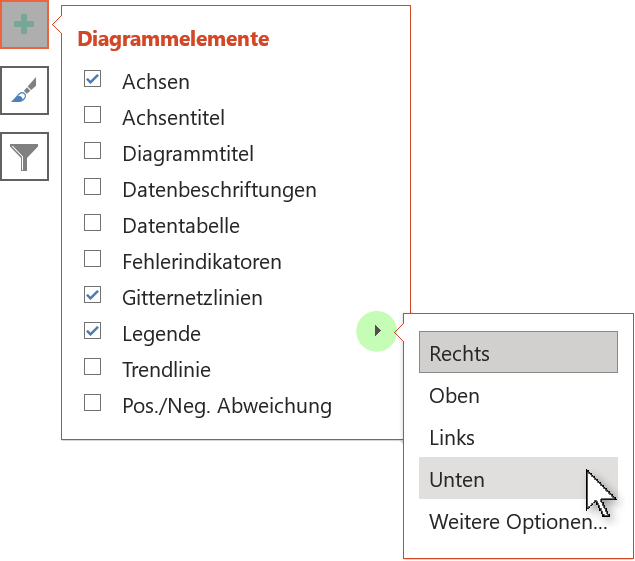 Diagrammelemente
Achsen
Achsentitel
Diagrammtitel
Datenbeschriftungen
Datentabelle
Fehlerindikatoren
Gitternetzlinien
Legende
Trendlinie
Pos./Neg. Abweichung
Rechts
Oben
Links
Unten
Weitere Optionen...